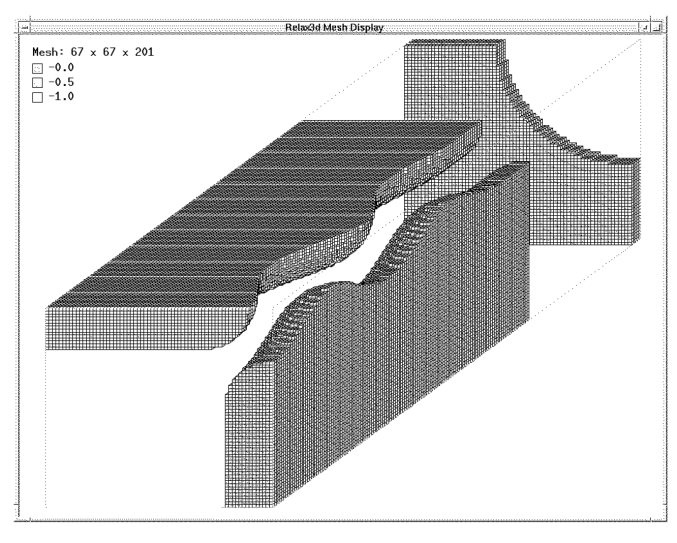 Relax3d Mesh Display
Mesh: 67 x 67 x 201
-0.0
-0.5
-1.0